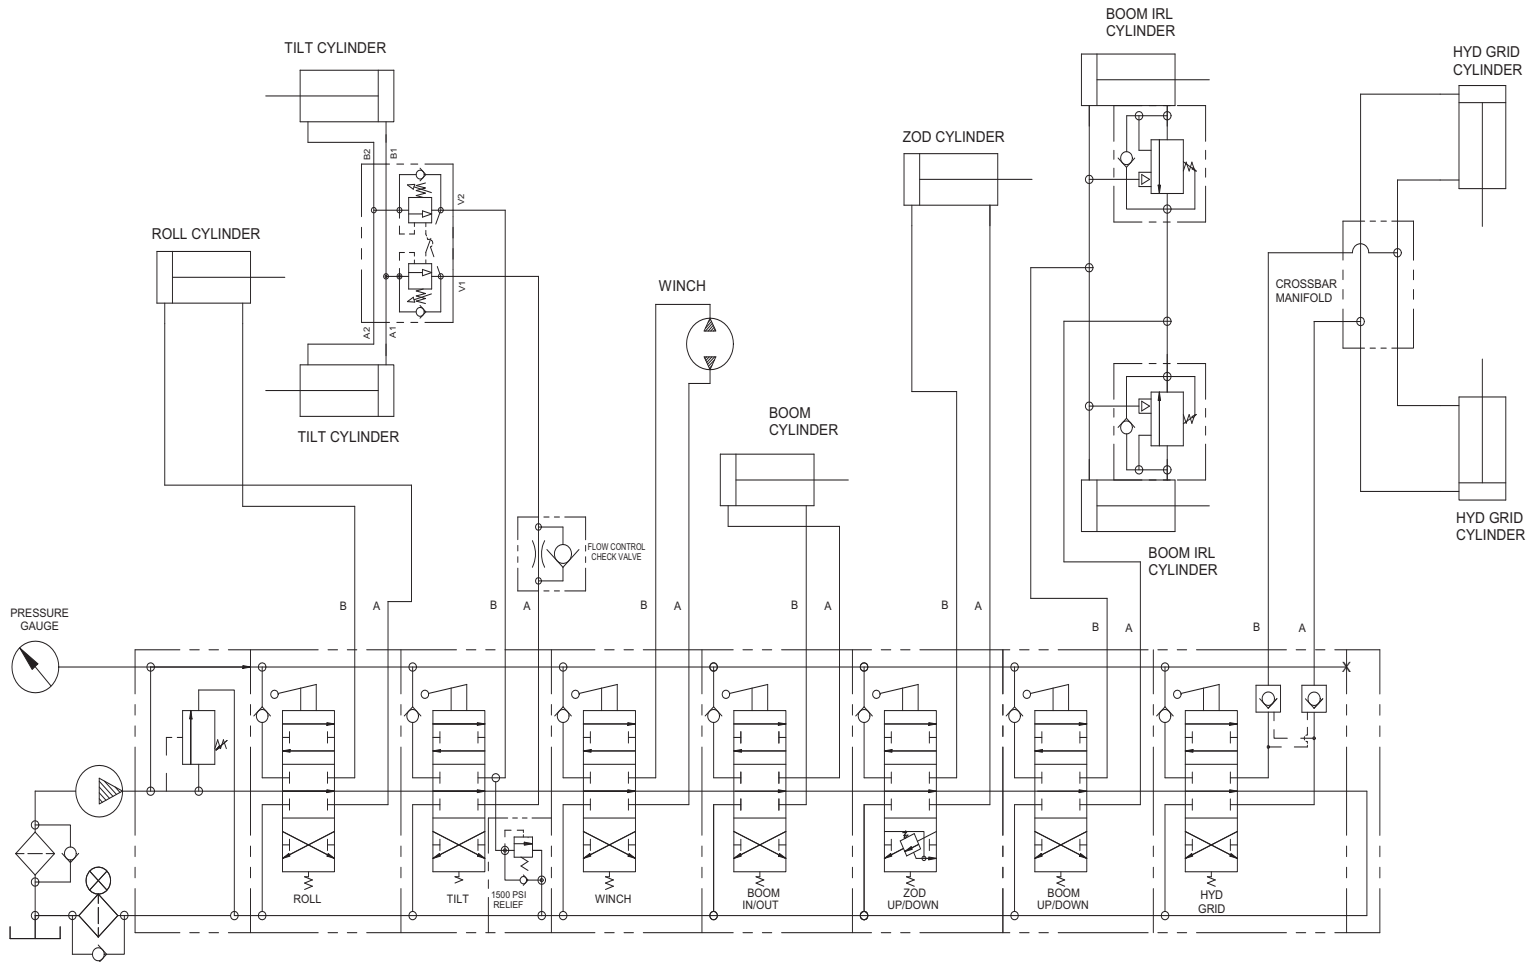 BOOM IRL
CYLINDER
TILT CYLINDER
HYD GRID
CYLINDER
ZOD CYLINDER
B2
B1
V2
ROLL CYLINDER
V1
A2
A1
WINCH
CROSSBAR
MANIFOLD
BOOM
CYLINDER
TILT CYLINDER
HYD GRID
CYLINDER
FLOW CONTROL
CHECK VALVE
BOOM IRL
CYLINDER
PRESSURE
GAUGE
B
A
B
A
B
A
B
A
B
A
B
A
B
A
X
1500 PSI
RELIEF
ROLL
TILT
WINCH
BOOM
IN/OUT
ZOD
UP/DOWN
BOOM
UP/DOWN
HYD
GRID